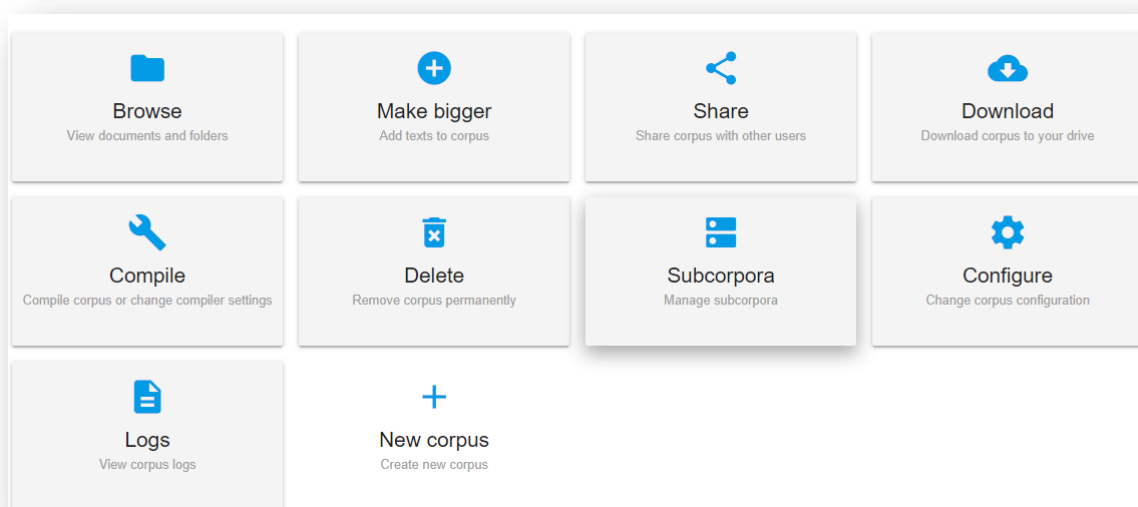 Browse
View documents and folders
Make bigger
Add texts to corpus
Share
Share corpus with other users
Download
Download corpus to your drive
Compile
Compile corpus or change compiler settings
Delete
Remove corpus permanently
Subcorpora
Manage subcorpora
Configure
Change corpus configuration
Logs
View corpus logs
New corpus
Create new corpus